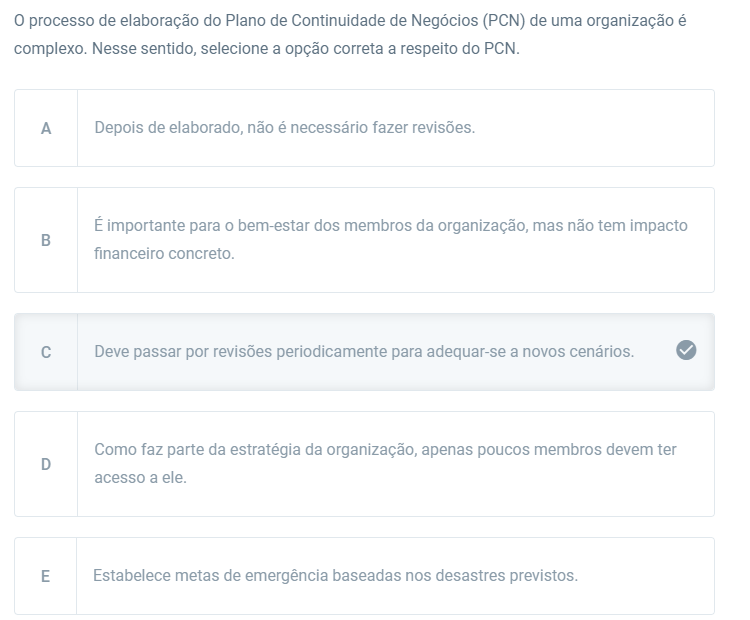 O processo de elaboração do Plano de Continuidade de Negócios (PCN) de uma organização é
complexo. Nesse sentido, selecione a opção correta a respeito do PCN.
A
Depois de elaborado, não é necessário fazer revisões.
B
É importante para o bem-estar dos membros da organização, mas não tem impacto
financeiro concreto.
C
Deve passar por revisões periodicamente para adequar-se a novos cenários.
D
Como faz parte da estratégia da organização, apenas poucos membros devem ter
acesso a ele.
E
Estabelece metas de emergência baseadas nos desastres previstos.